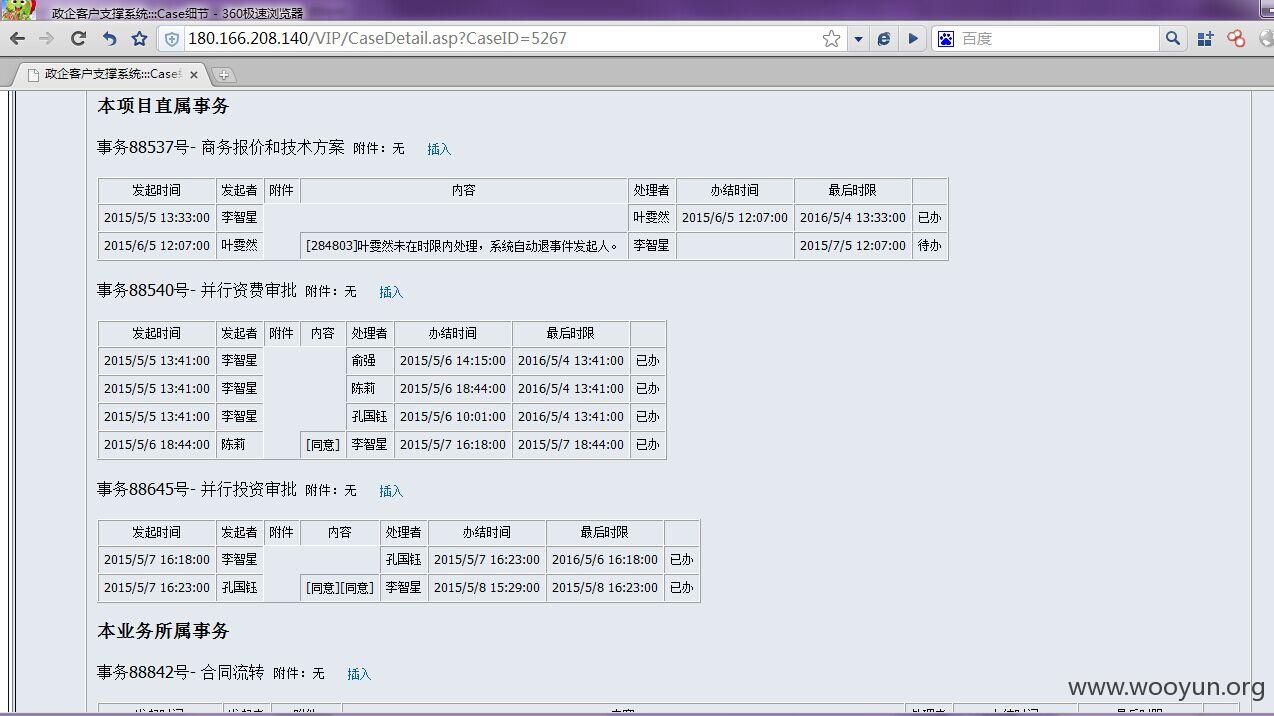 政企客户支撑系统:::Case细节 - 360极速浏览器
180.166.208.140/VIP/CaseDetail.asp?CaseID=5267
百度
政企客户支撑系统:::Case
本项目直属事务
事务88537号- 商务报价和技术方案 附件：无 插入
发起时间 发起者 附件 内容 处理者 办结时间 最后时限
2015/5/5 13:33:00 李智星 叶雯然 2015/6/5 12:07:00 2016/5/4 13:33:00 已办
2015/6/5 12:07:00 叶雯然 [284803]叶雯然未在时限内处理，系统自动退事件发起人。 李智星 2015/7/5 12:07:00 待办
事务88540号- 并行资费审批 附件：无 插入
发起时间 发起者 附件 内容 处理者 办结时间 最后时限
2015/5/5 13:41:00 李智星 俞强 2015/5/6 14:15:00 2016/5/4 13:41:00 已办
2015/5/5 13:41:00 李智星 陈莉 2015/5/6 18:44:00 2016/5/4 13:41:00 已办
2015/5/5 13:41:00 李智星 孔国钰 2015/5/6 10:01:00 2016/5/4 13:41:00 已办
2015/5/6 18:44:00 陈莉 [同意] 李智星 2015/5/7 16:18:00 2015/5/7 18:44:00 已办
事务88645号- 并行投资审批 附件：无 插入
发起时间 发起者 附件 内容 处理者 办结时间 最后时限
2015/5/7 16:18:00 李智星 孔国钰 2015/5/7 16:23:00 2016/5/6 16:18:00 已办
2015/5/7 16:23:00 孔国钰 [同意][同意] 李智星 2015/5/8 15:29:00 2015/5/8 16:23:00 已办
本业务所属事务
事务88842号- 合同流转 附件：无 插入
www.wooyun.org